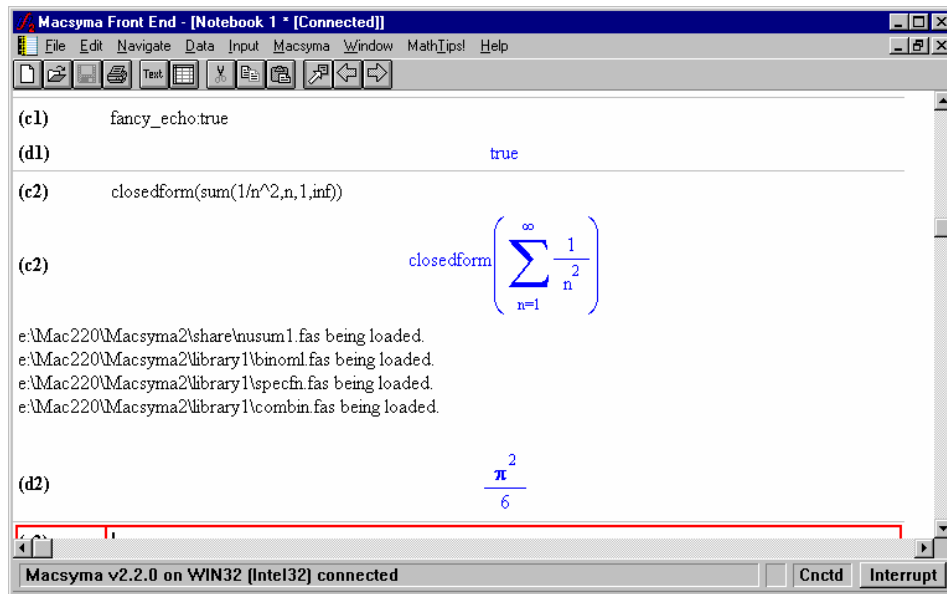 Macsyma Front End - [Notebook 1 * [Connected]]
File Edit Navigate Data Input Macsyma Window MathTips! Help
Text
(c1) fancy_echo:true
(d1) true
(c2) closedform(sum(1/n^2,n,1,inf))
(c2) closedform( ∞ ∑ n=1 1 / n^2 )
e:\Mac220\Macsyma2\share\nusum1.fas being loaded.
e:\Mac220\Macsyma2\library1\binoml.fas being loaded.
e:\Mac220\Macsyma2\library1\specfn.fas being loaded.
e:\Mac220\Macsyma2\library1\combin.fas being loaded.
(d2) π^2 / 6
Macsyma v2.2.0 on WIN32 (Intel32) connected Cnctd Interrupt